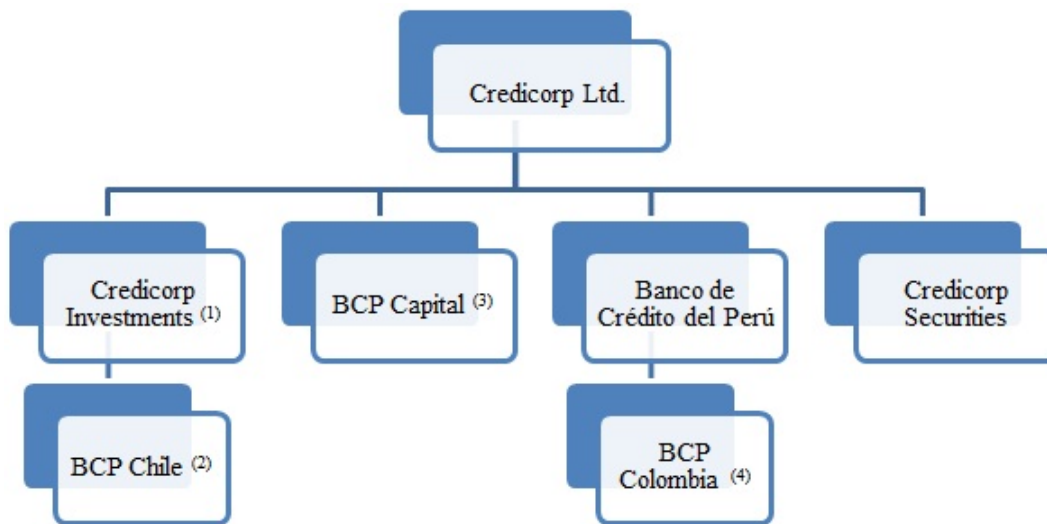 Credicorp Ltd.
Credicorp
Investments (1)
BCP Capital (3)
Banco de
Crédito del Perú
Credicorp
Securities
BCP Chile (2)
BCP
Colombia (4)